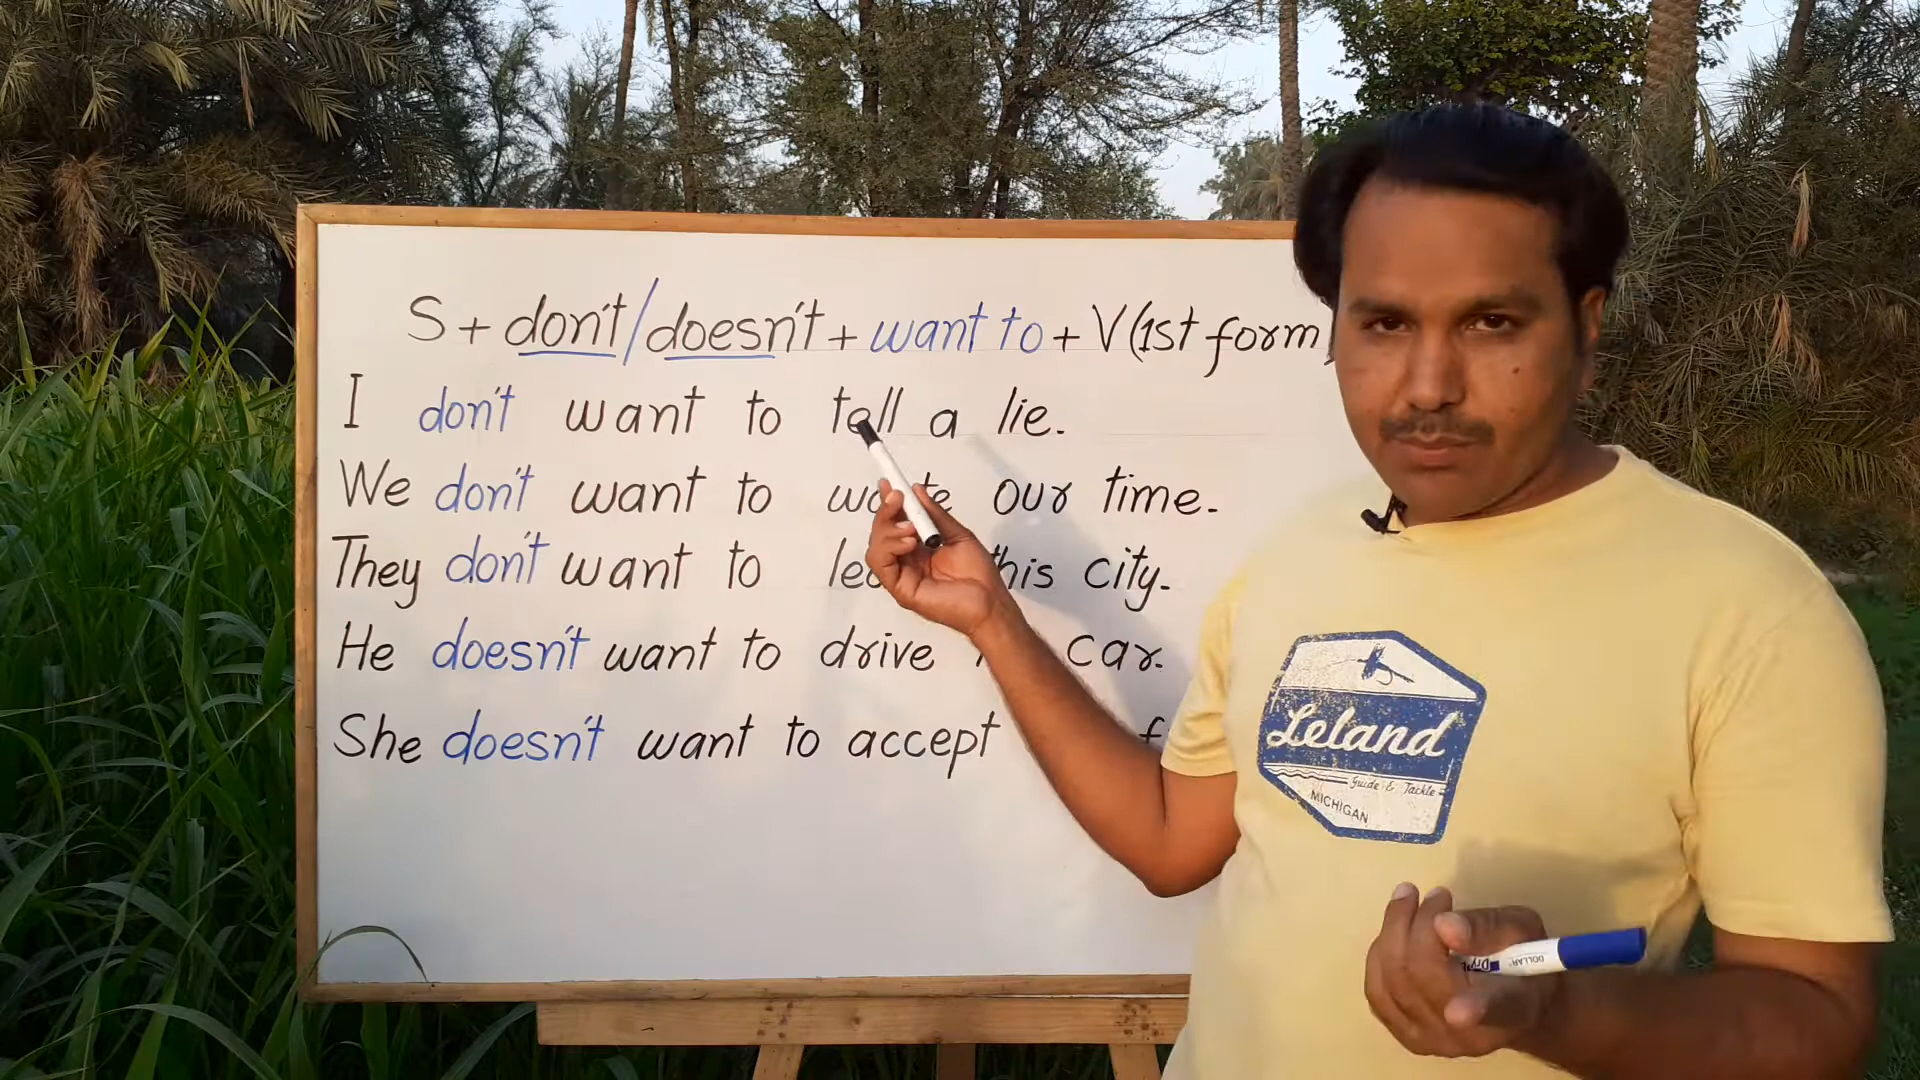 S + don't/doesn't + want to + V (1st form
I don't want to tell a lie.
We don't want to our time.
They don't want to this city.
He doesn't want to drive car.
She doesn't want to accept
Leland
Guide & Tackle
MICHIGAN
DOLLAR
Dry